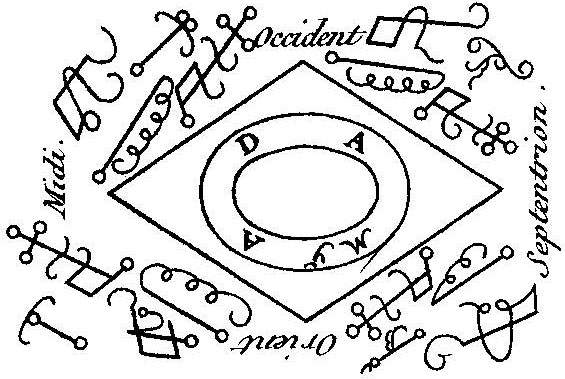 Occident
Midi.
Septentrion.
D A
A M
Orient
B